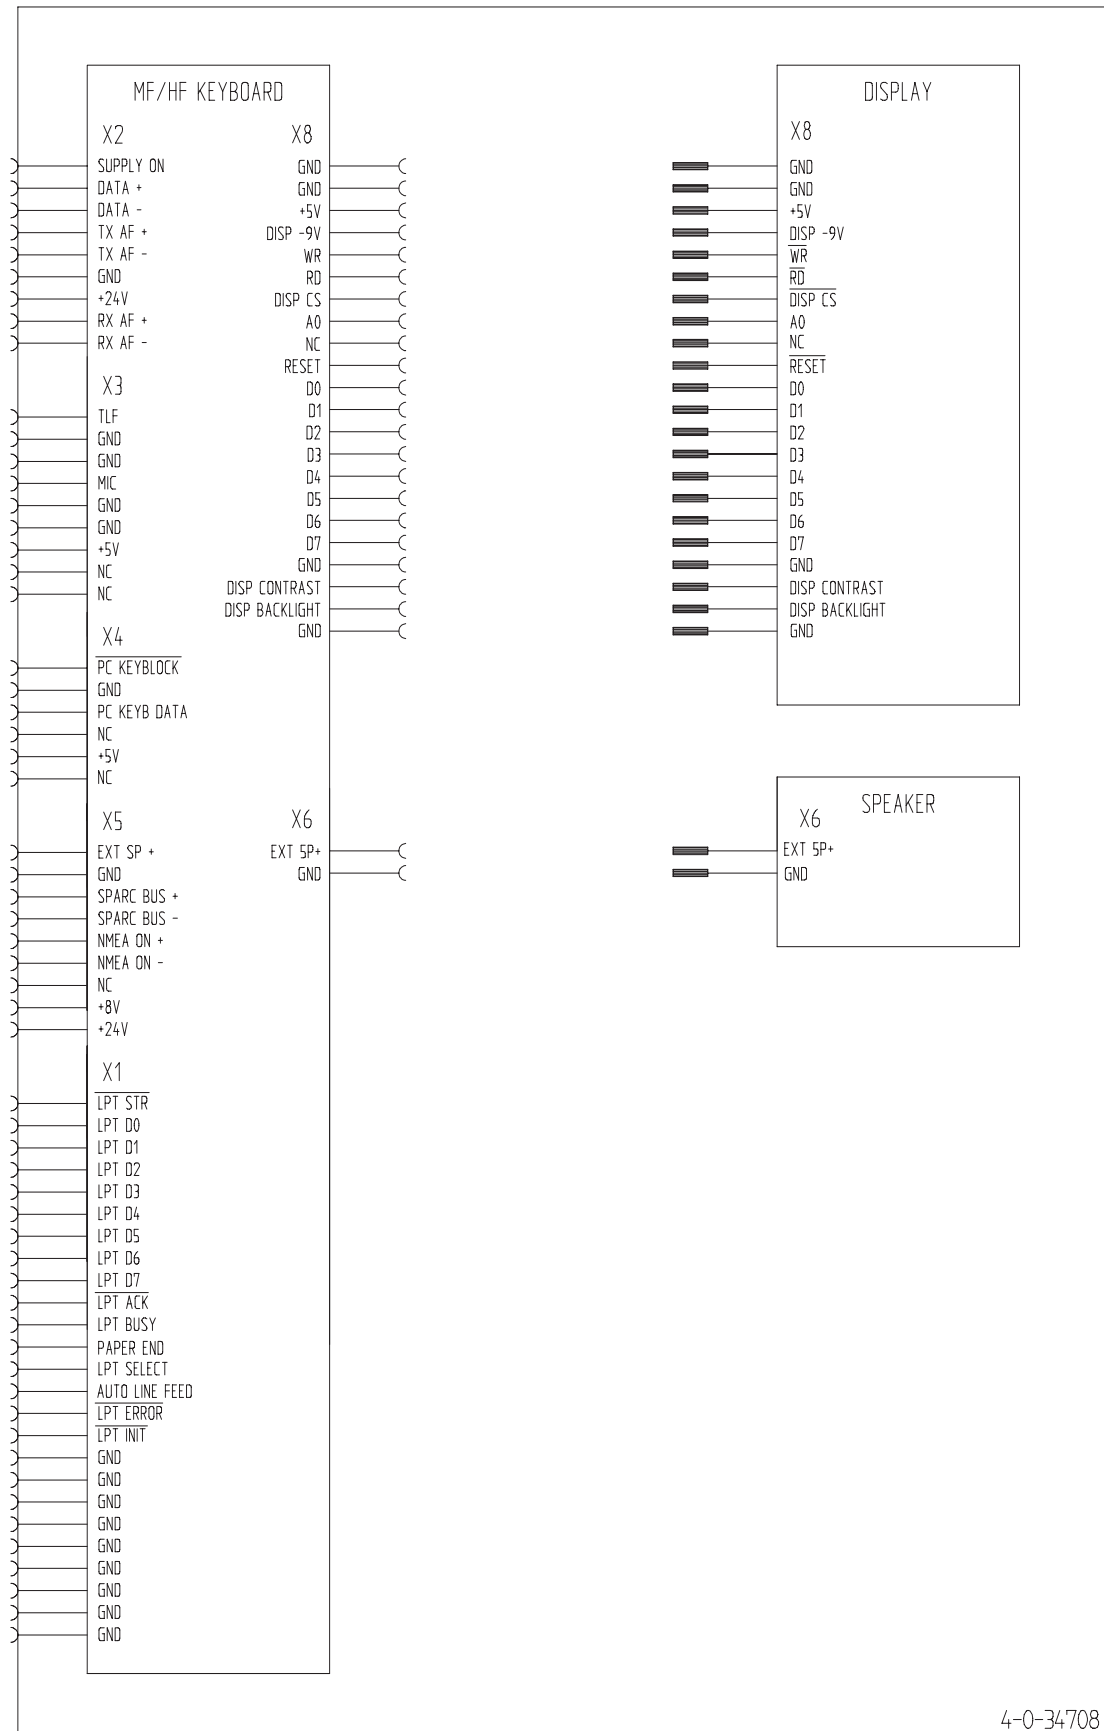 MF/HF KEYBOARD
X2
SUPPLY ON
DATA +
DATA -
TX AF +
TX AF -
GND
+24V
RX AF +
RX AF -
X3
TLF
GND
GND
MIC
GND
GND
+5V
NC
NC
X4
PC KEYBLOCK
GND
PC KEYB DATA
NC
+5V
NC
X5
EXT SP +
GND
SPARC BUS +
SPARC BUS -
NMEA ON +
NMEA ON -
NC
+8V
+24V
X1
LPT STR
LPT D0
LPT D1
LPT D2
LPT D3
LPT D4
LPT D5
LPT D6
LPT D7
LPT ACK
LPT BUSY
PAPER END
LPT SELECT
AUTO LINE FEED
LPT ERROR
LPT INIT
GND
GND
GND
GND
GND
GND
GND
GND
GND
X8
GND
GND
+5V
DISP -9V
WR
RD
DISP CS
A0
NC
RESET
D0
D1
D2
D3
D4
D5
D6
D7
GND
DISP CONTRAST
DISP BACKLIGHT
GND
X6
EXT 5P+
GND
DISPLAY
X8
GND
GND
+5V
DISP -9V
WR
RD
DISP CS
A0
NC
RESET
D0
D1
D2
D3
D4
D5
D6
D7
GND
DISP CONTRAST
DISP BACKLIGHT
GND
SPEAKER
X6
EXT 5P+
GND
4-0-34708